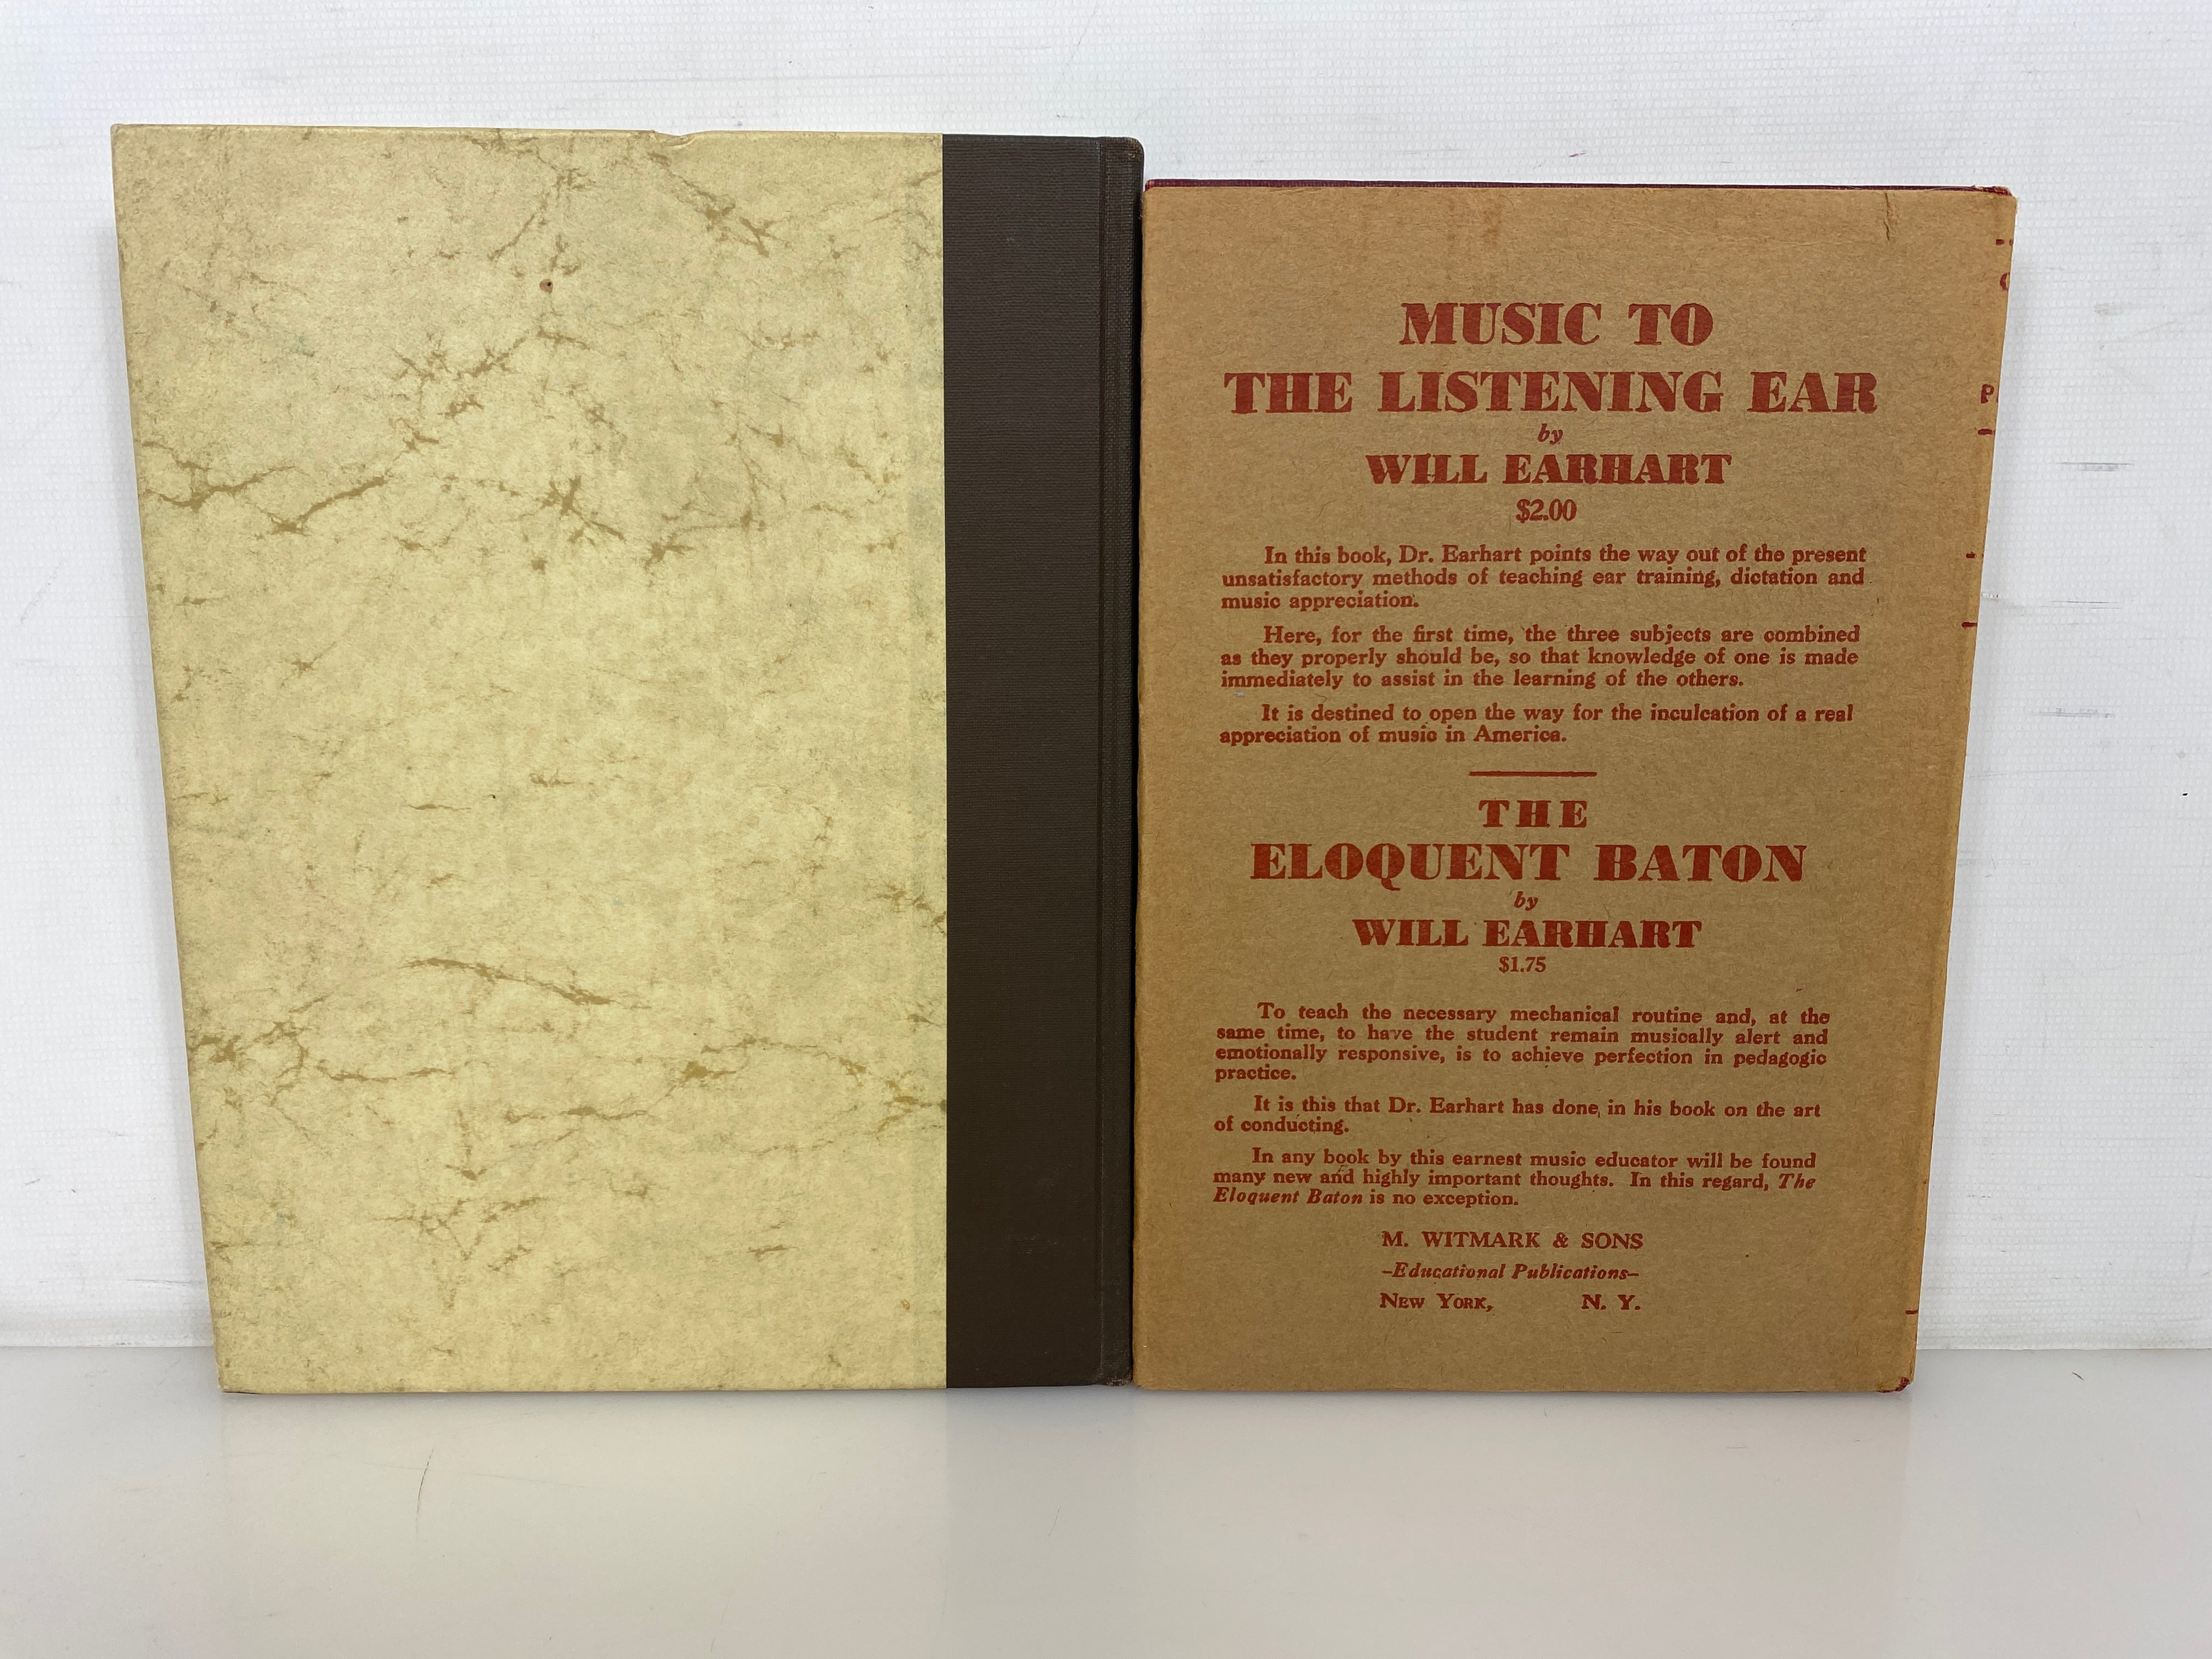 MUSIC TO
THE LISTENING EAR
by
WILL EARHART
$2.00
In this book, Dr. Earhart points the way out of the present
unsatisfactory methods of teaching ear training, dictation and
music appreciation.
Here, for the first time, the three subjects are combined
as they properly should be, so that knowledge of one is made
immediately to assist in the learning of the others.
It is destined to open the way for the inculcation of a real
appreciation of music in America.
THE
ELOQUENT BATON
by
WILL EARHART
$1.75
To teach the necessary mechanical routine and, at the
same time, to have the student remain musically alert and
emotionally responsive, is to achieve perfection in pedagogic
practice.
It is this that Dr. Earhart has done in his book on the art
of conducting.
In any book by this earnest music educator will be found
many new and highly important thoughts. In this regard, The
Eloquent Baton is no exception.
M. WITMARK & SONS
-Educational Publications-
NEW YORK, N. Y.